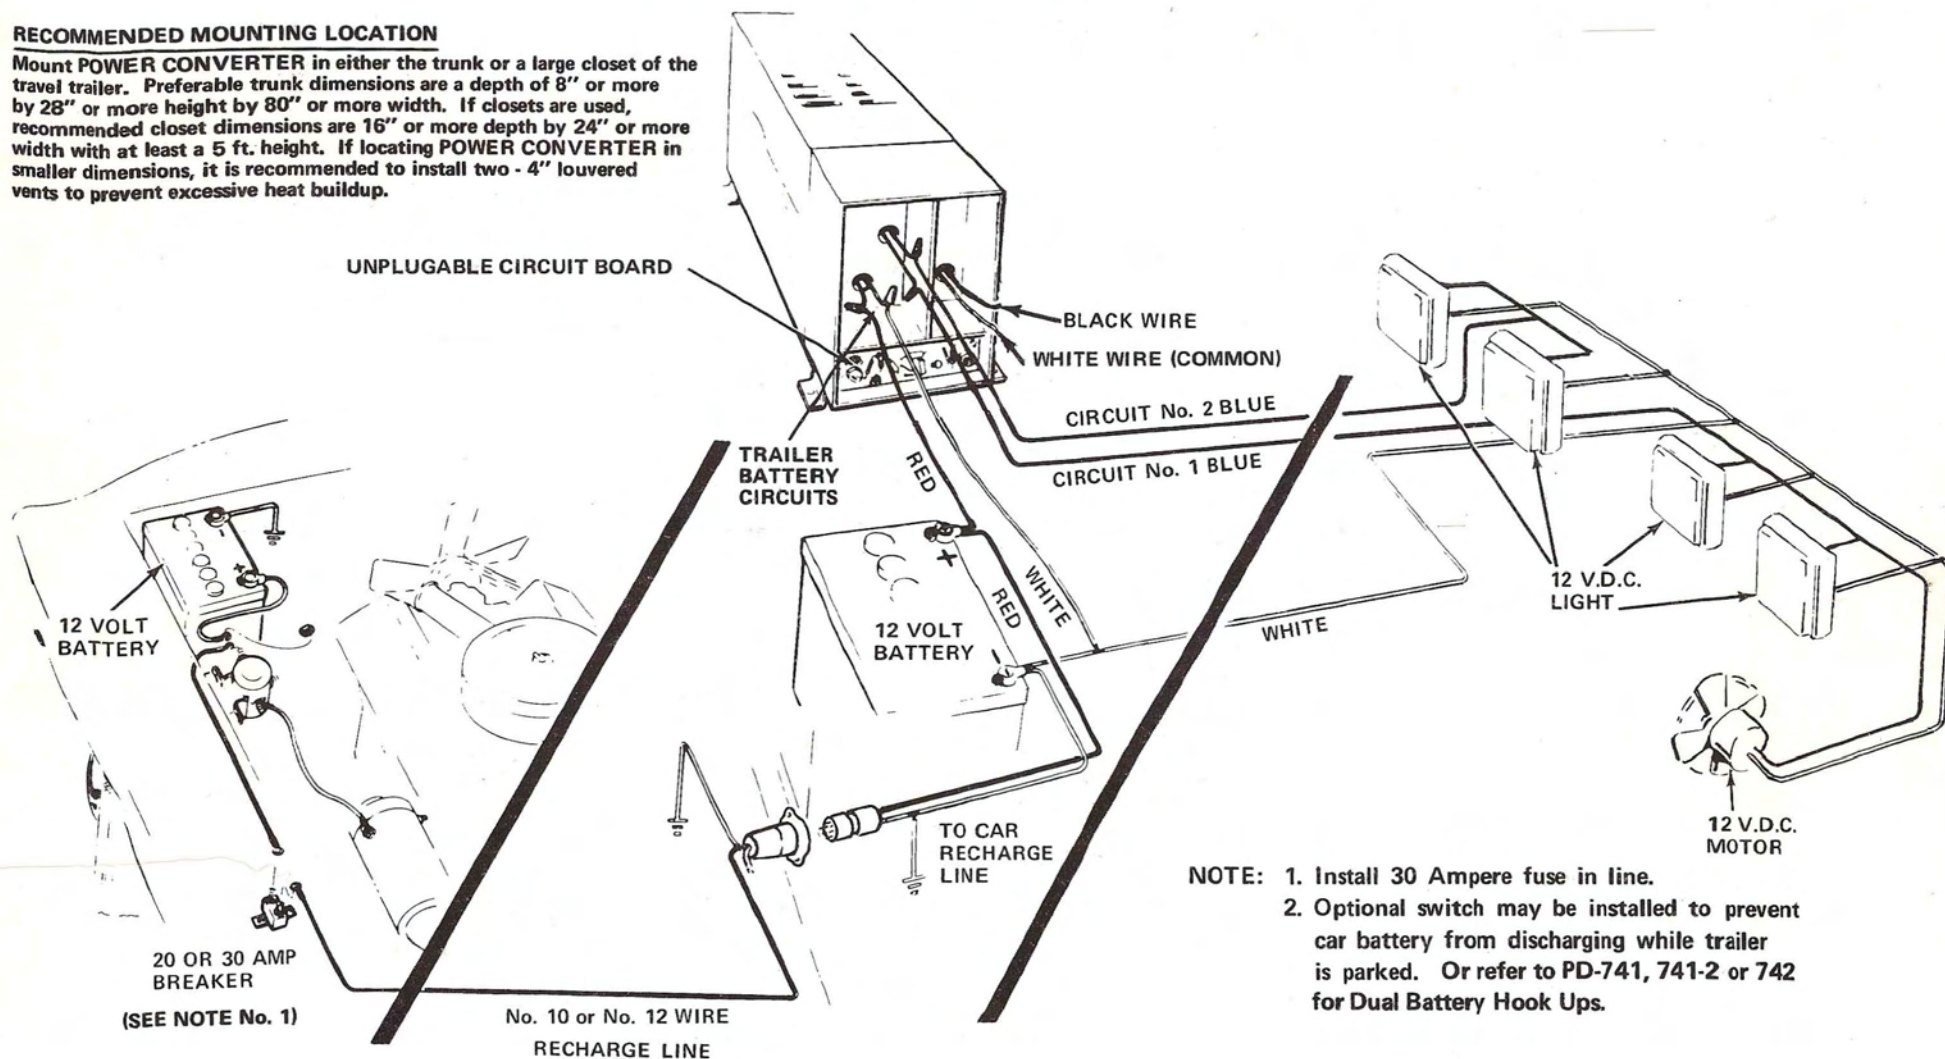 RECOMMENDED MOUNTING LOCATION
Mount POWER CONVERTER in either the trunk or a large closet of the
travel trailer. Preferable trunk dimensions are a depth of 8" or more
by 28" or more height by 80" or more width. If closets are used,
recommended closet dimensions are 16" or more depth by 24" or more
width with at least a 5 ft. height. If locating POWER CONVERTER in
smaller dimensions, it is recommended to install two - 4" louvered
vents to prevent excessive heat buildup.
UNPLUGABLE CIRCUIT BOARD
BLACK WIRE
WHITE WIRE (COMMON)
CIRCUIT No. 2 BLUE
CIRCUIT No. 1 BLUE
TRAILER
BATTERY
CIRCUITS
RED
WHITE
RED
+
-
12 VOLT
BATTERY
-
+
12 VOLT
BATTERY
WHITE
12 V.D.C.
LIGHT
12 V.D.C.
MOTOR
TO CAR
RECHARGE
LINE
20 OR 30 AMP
BREAKER
(SEE NOTE No. 1)
No. 10 or No. 12 WIRE
RECHARGE LINE
NOTE: 1. Install 30 Ampere fuse in line.
2. Optional switch may be installed to prevent
car battery from discharging while trailer
is parked. Or refer to PD-741, 741-2 or 742
for Dual Battery Hook Ups.